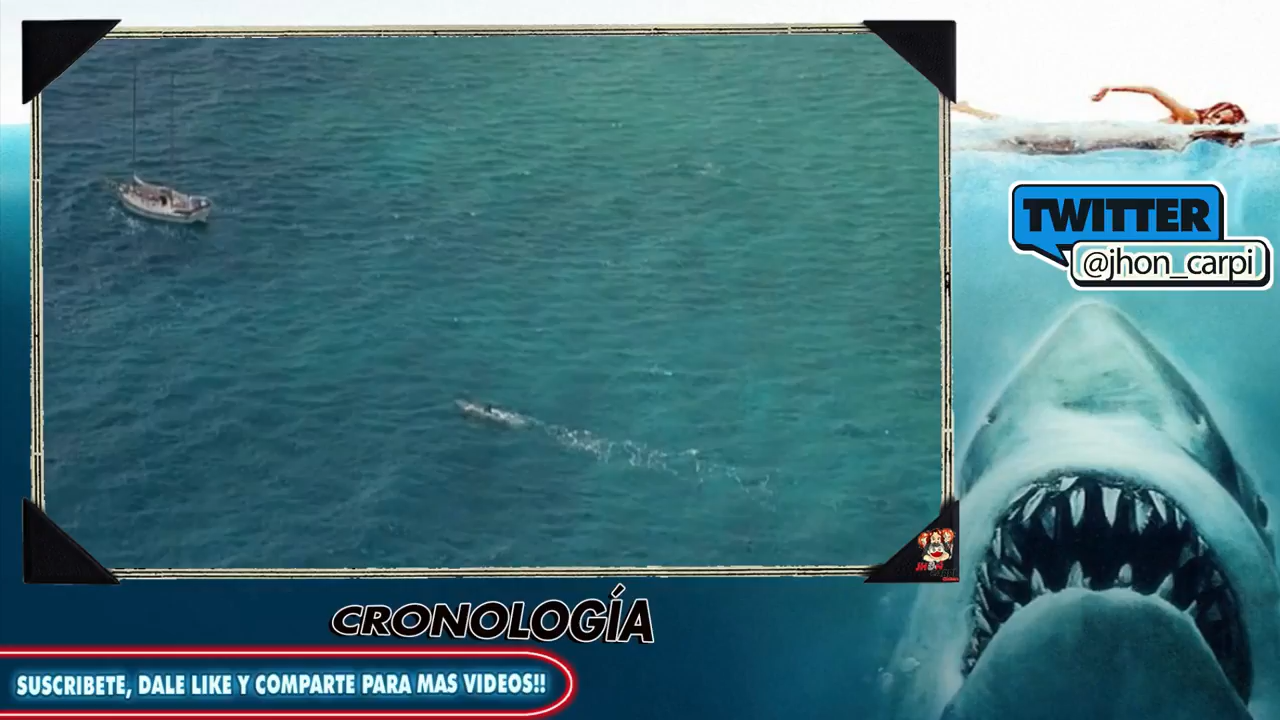 TWITTER
@jhon_carpi
CRONOLOGÍA
SUSCRIBETE, DALE LIKE Y COMPARTE PARA MAS VIDEOS!!